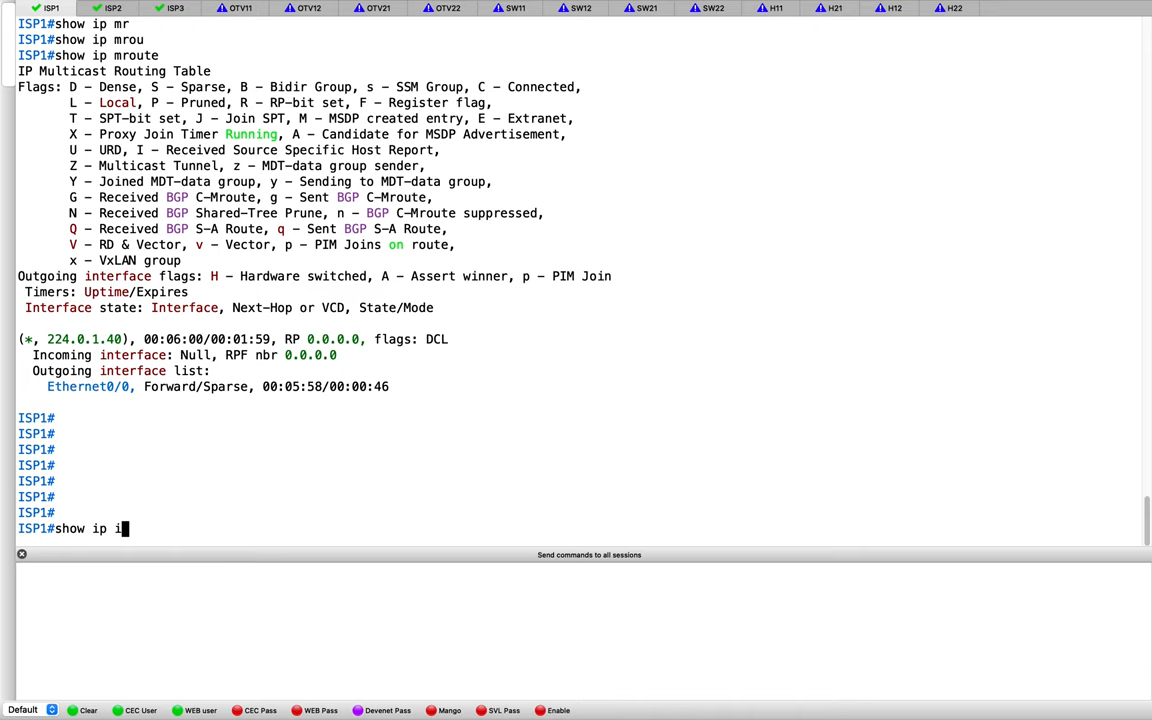 ISP1 ISP2 ISP3 OTV11 OTV12 OTV21 OTV22 SW11 SW12 SW21 SW22 H11 H21 H12 H22
ISP1#show ip mr
ISP1#show ip mrou
ISP1#show ip mroute
IP Multicast Routing Table
Flags: D - Dense, S - Sparse, B - Bidir Group, s - SSM Group, C - Connected,
L - Local, P - Pruned, R - RP-bit set, F - Register flag,
T - SPT-bit set, J - Join SPT, M - MSDP created entry, E - Extranet,
X - Proxy Join Timer Running, A - Candidate for MSDP Advertisement,
U - URD, I - Received Source Specific Host Report,
Z - Multicast Tunnel, z - MDT-data group sender,
Y - Joined MDT-data group, y - Sending to MDT-data group,
G - Received BGP C-Mroute, g - Sent BGP C-Mroute,
N - Received BGP Shared-Tree Prune, n - BGP C-Mroute suppressed,
Q - Received BGP S-A Route, q - Sent BGP S-A Route,
V - RD & Vector, v - Vector, p - PIM Joins on route,
x - VxLAN group
Outgoing interface flags: H - Hardware switched, A - Assert winner, p - PIM Join
Timers: Uptime/Expires
Interface state: Interface, Next-Hop or VCD, State/Mode
(*, 224.0.1.40), 00:06:00/00:01:59, RP 0.0.0.0, flags: DCL
Incoming interface: Null, RPF nbr 0.0.0.0
Outgoing interface list:
Ethernet0/0, Forward/Sparse, 00:05:58/00:00:46
ISP1#
ISP1#
ISP1#
ISP1#
ISP1#
ISP1#
ISP1#
ISP1#show ip i
Send commands to all sessions
Default Clear CEC User WEB user CEC Pass WEB Pass Devenet Pass Mango SVL Pass Enable